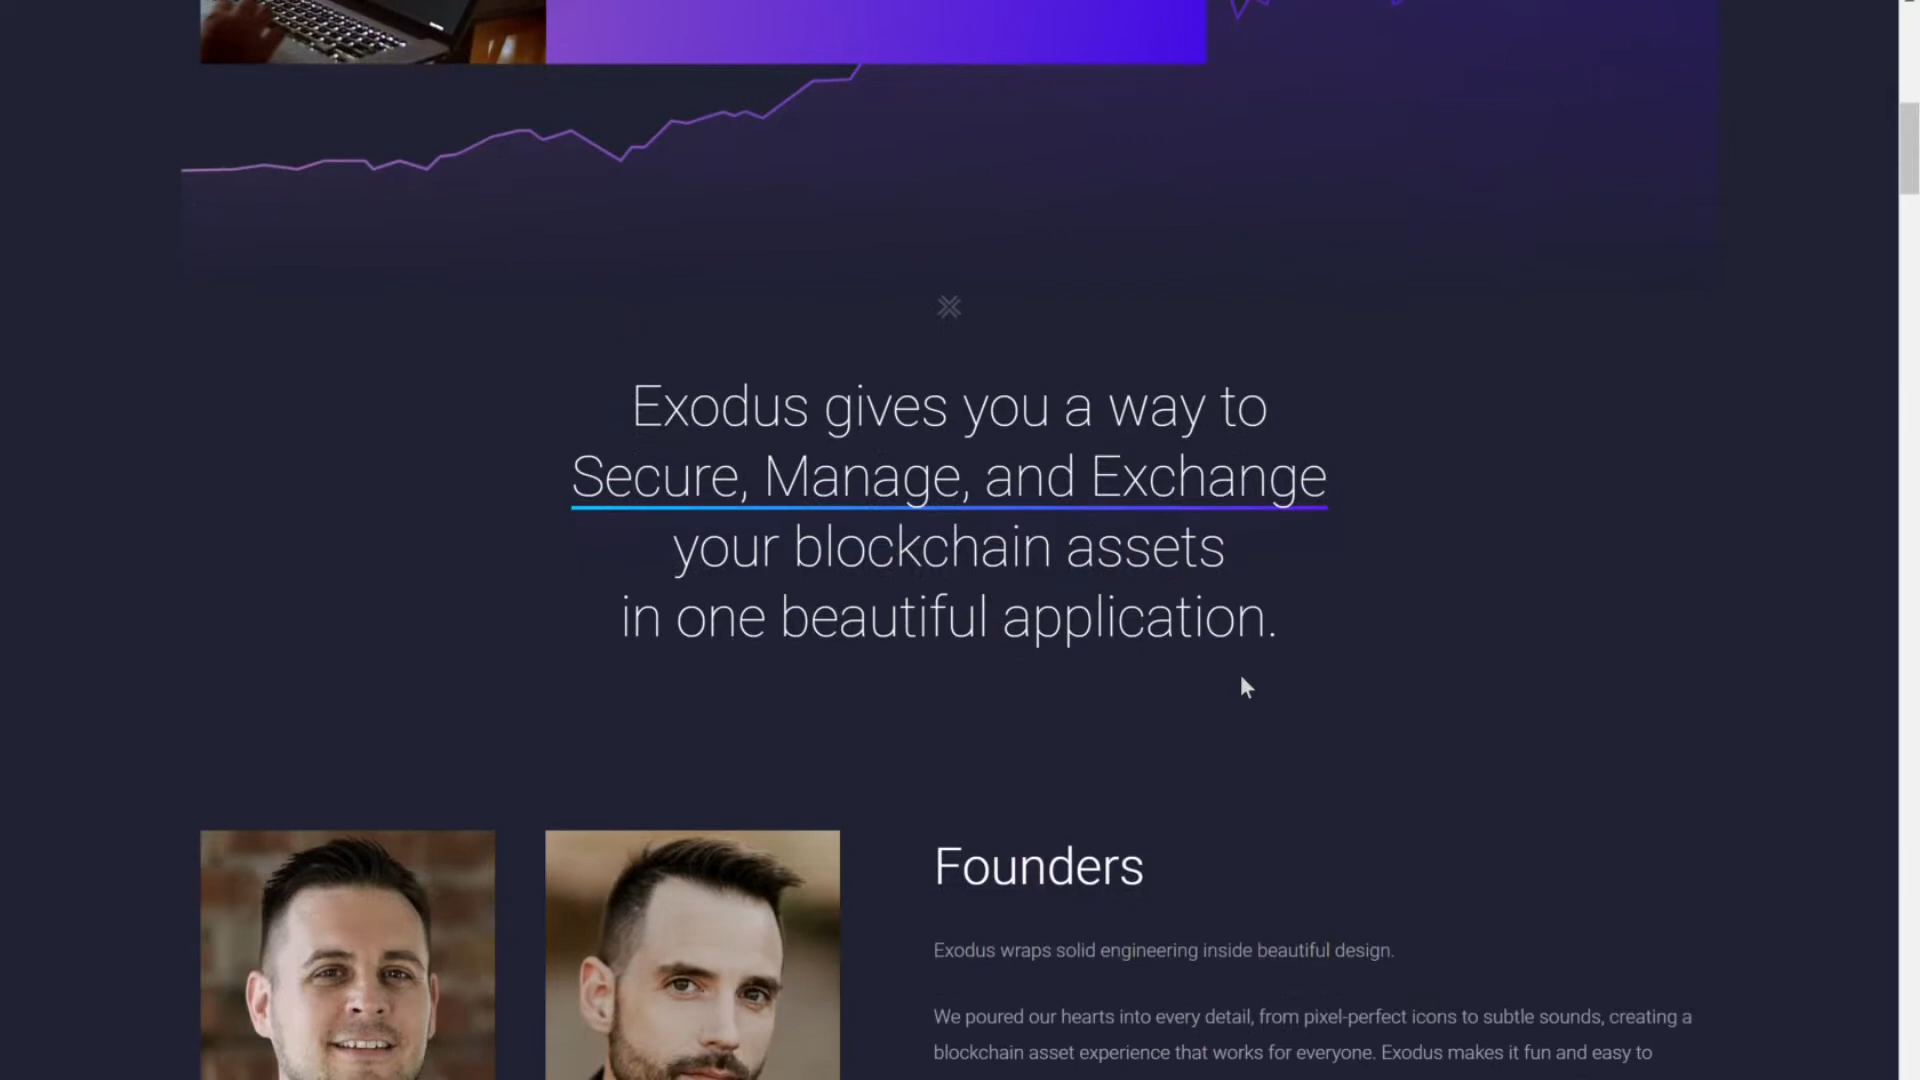 Exodus gives you a way to
Secure, Manage, and Exchange
your blockchain assets
in one beautiful application.
Founders
Exodus wraps solid engineering inside beautiful design.
We poured our hearts into every detail, from pixel-perfect icons to subtle sounds, creating a
blockchain asset experience that works for everyone. Exodus makes it fun and easy to